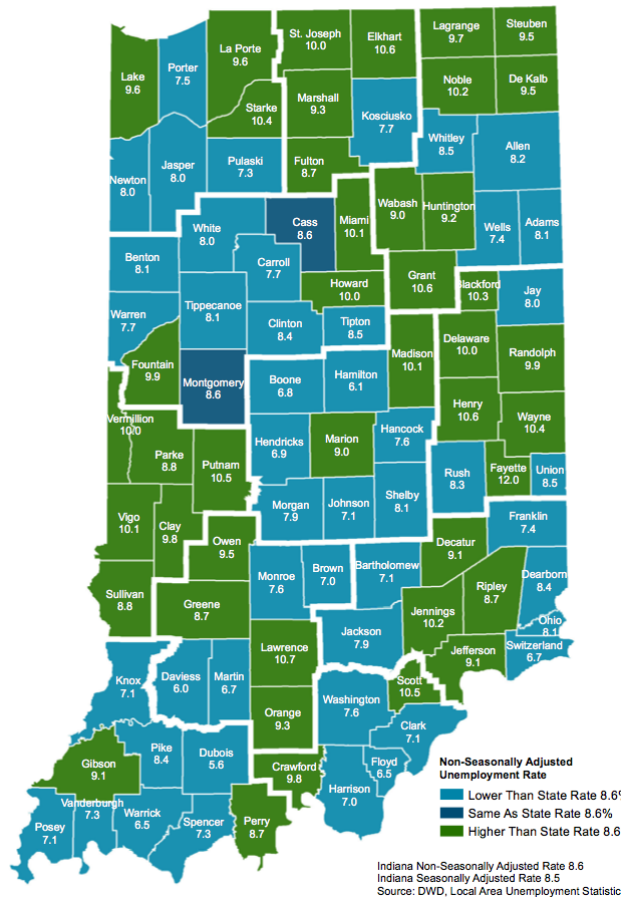 St. Joseph
10.0
Elkhart
10.6
Lagrange
9.7
Steuben
9.5
Lake
9.6
Porter
7.5
La Porte
9.6
Noble
10.2
De Kalb
9.5
Starke
10.4
Marshall
9.3
Kosciusko
7.7
Whitley
8.5
Allen
8.2
Newton
8.0
Jasper
8.0
Pulaski
7.3
Fulton
8.7
Wabash
9.0
Huntington
9.2
White
8.0
Cass
8.6
Miami
10.1
Wells
7.4
Adams
8.1
Benton
8.1
Carroll
7.7
Howard
10.0
Grant
10.6
Blackford
10.3
Jay
8.0
Warren
7.7
Tippecanoe
8.1
Clinton
8.4
Tipton
8.5
Delaware
10.0
Randolph
9.9
Fountain
9.9
Montgomery
8.6
Boone
6.8
Hamilton
6.1
Madison
10.1
Henry
10.6
Wayne
10.4
Vermillion
10.0
Parke
8.8
Putnam
10.5
Hendricks
6.9
Marion
9.0
Hancock
7.6
Rush
8.3
Fayette
12.0
Union
8.5
Vigo
10.1
Clay
9.8
Owen
9.5
Morgan
7.9
Johnson
7.1
Shelby
8.1
Franklin
7.4
Decatur
9.1
Sullivan
8.8
Greene
8.7
Monroe
7.6
Brown
7.0
Bartholomew
7.1
Ripley
8.7
Dearborn
8.4
Jennings
10.2
Ohio
8.1
Jackson
7.9
Lawrence
10.7
Jefferson
9.1
Switzerland
6.7
Knox
7.1
Daviess
6.0
Martin
6.7
Scott
10.5
Washington
7.6
Orange
9.3
Clark
7.1
Pike
8.4
Dubois
5.6
Gibson
9.1
Crawford
9.8
Floyd
6.5
Harrison
7.0
Vanderburgh
7.3
Posey
7.1
Warrick
6.5
Spencer
7.3
Perry
8.7
Non-Seasonally Adjusted
Unemployment Rate
Lower Than State Rate 8.6%
Same As State Rate 8.6%
Higher Than State Rate 8.6
Indiana Non-Seasonally Adjusted Rate 8.6
Indiana Seasonally Adjusted Rate 8.5
Source: DWD, Local Area Unemployment Statistic